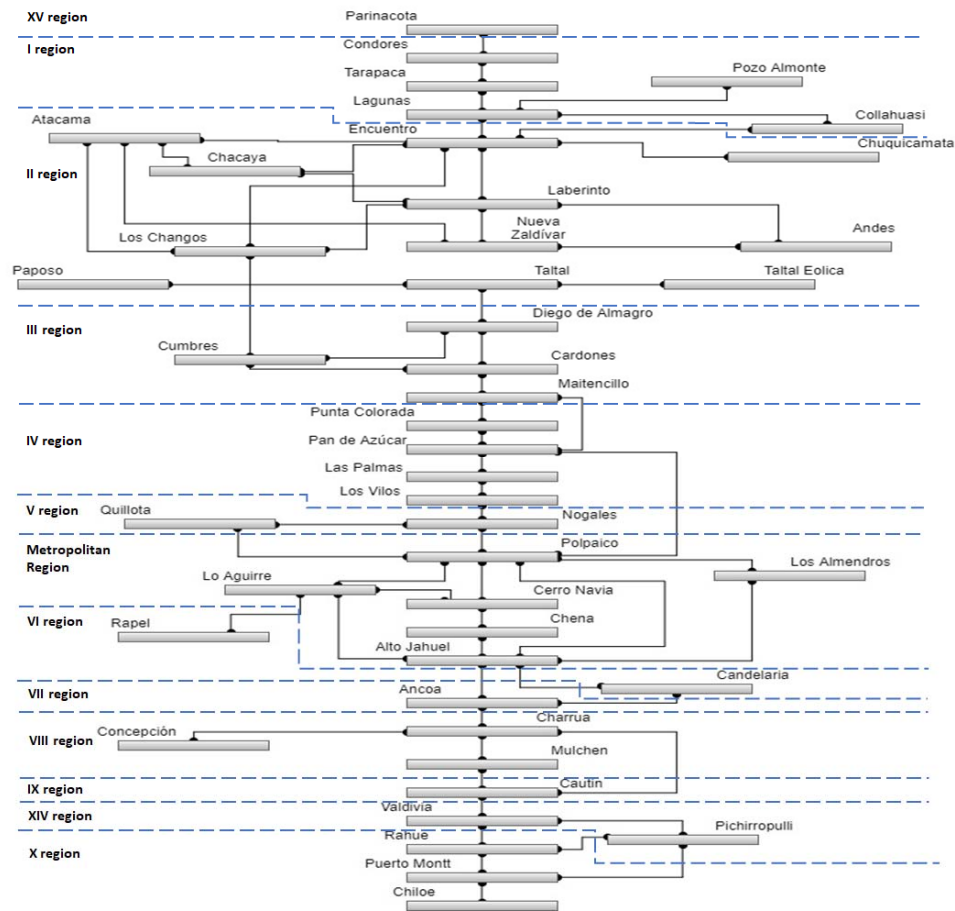 XV region
Parinacota
I region
Condores
Tarapaca
Pozo Almonte
Lagunas
Atacama
Encuentro
Collahuasi
Chuquicamata
Chacaya
II region
Laberinto
Nueva
Zaldívar
Andes
Los Changos
Paposo
Taltal
Taltal Eolica
Diego de Almagro
III region
Cumbres
Cardones
Maitencillo
Punta Colorada
IV region
Pan de Azúcar
Las Palmas
Los Vilos
V region
Quillota
Nogales
Metropolitan
Region
Polpaico
Los Almendros
Lo Aguirre
Cerro Navia
VI region
Rapel
Chena
Alto Jahuel
Candelaria
VII region
Ancoa
Charrua
Concepción
VIII region
Mulchen
IX region
Cautin
Valdivia
XIV region
Pichirropulli
Rahue
X region
Puerto Montt
Chiloe